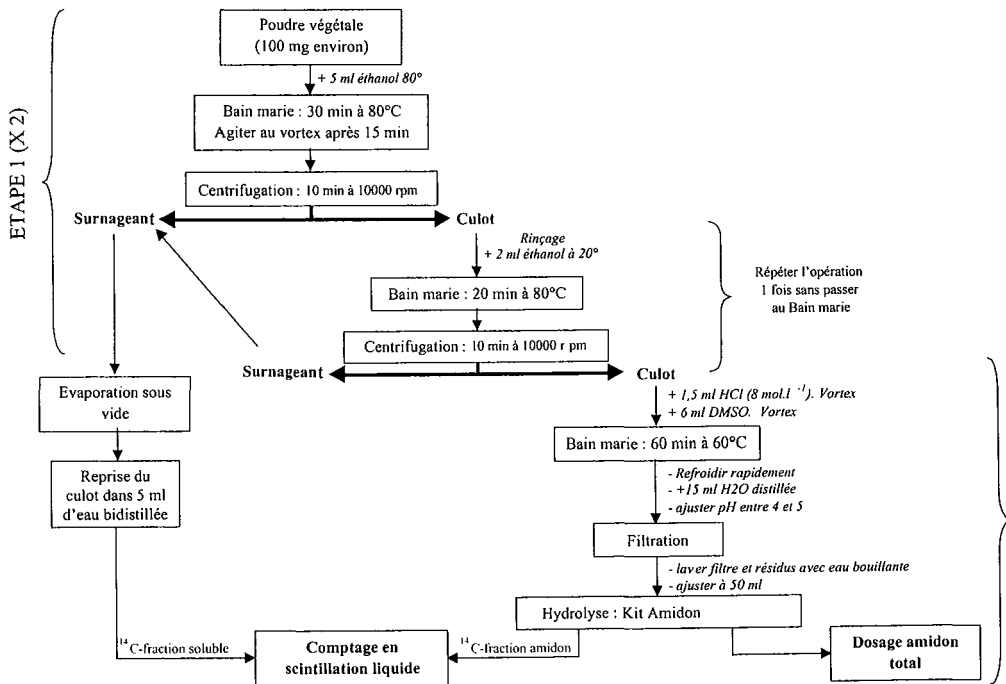 Poudre végétale
(100 mg environ)
+ 5 ml éthanol 80°
Bain marie : 30 min à 80°C
Agiter au vortex après 15 min
ETAPE 1 (X 2)
Centrifugation : 10 min à 10000 rpm
Surnageant
Culot
Rinçage
+ 2 ml éthanol à 20°
Bain marie : 20 min à 80°C
Répéter l'opération
1 fois sans passer
au Bain marie
Centrifugation : 10 min à 10000 r pm
Surnageant
Culot
+ 1,5 ml HCl (8 mol.l -1). Vortex
+ 6 ml DMSO. Vortex
Evaporation sous
vide
Bain marie : 60 min à 60°C
Reprise du
culot dans 5 ml
d'eau bidistillée
- Refroidir rapidement
- +15 ml H2O distillée
- ajuster pH entre 4 et 5
Filtration
- laver filtre et résidus avec eau bouillante
- ajuster à 50 ml
Hydrolyse : Kit Amidon
14C-fraction soluble
Comptage en
scintillation liquide
14C-fraction amidon
Dosage amidon
total